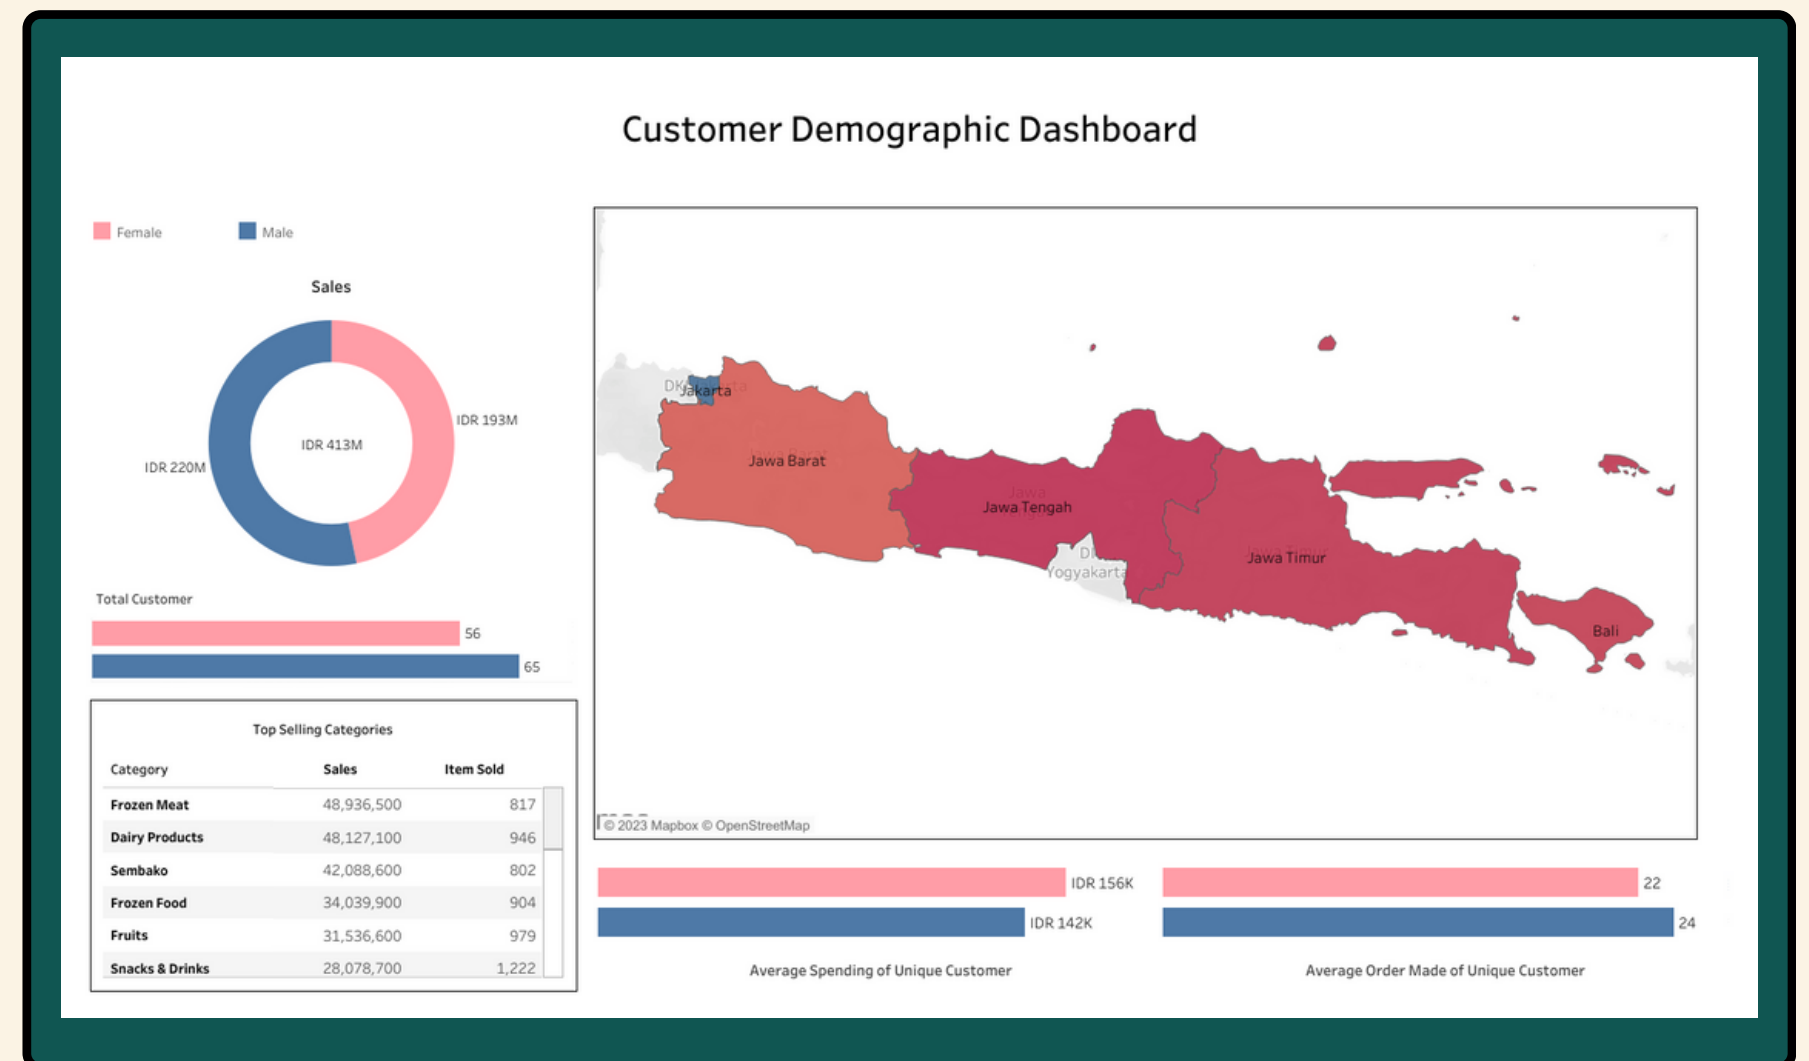 Customer Demographic Dashboard
Female
Male
Sales
IDR 193M
IDR 413M
IDR 220M
Total Customer
56
65
Top Selling Categories
Category Sales Item Sold
Frozen Meat 48,936,500 817
Dairy Products 48,127,100 946
Sembako 42,088,600 802
Frozen Food 34,039,900 904
Fruits 31,536,600 979
Snacks & Drinks 28,078,700 1,222
Jakarta
Jawa Barat
Jawa
Jawa Tengah
Yogyakarta
Jawa Timur
Bali
© 2023 Mapbox © OpenStreetMap
IDR 156K
IDR 142K
Average Spending of Unique Customer
22
24
Average Order Made of Unique Customer